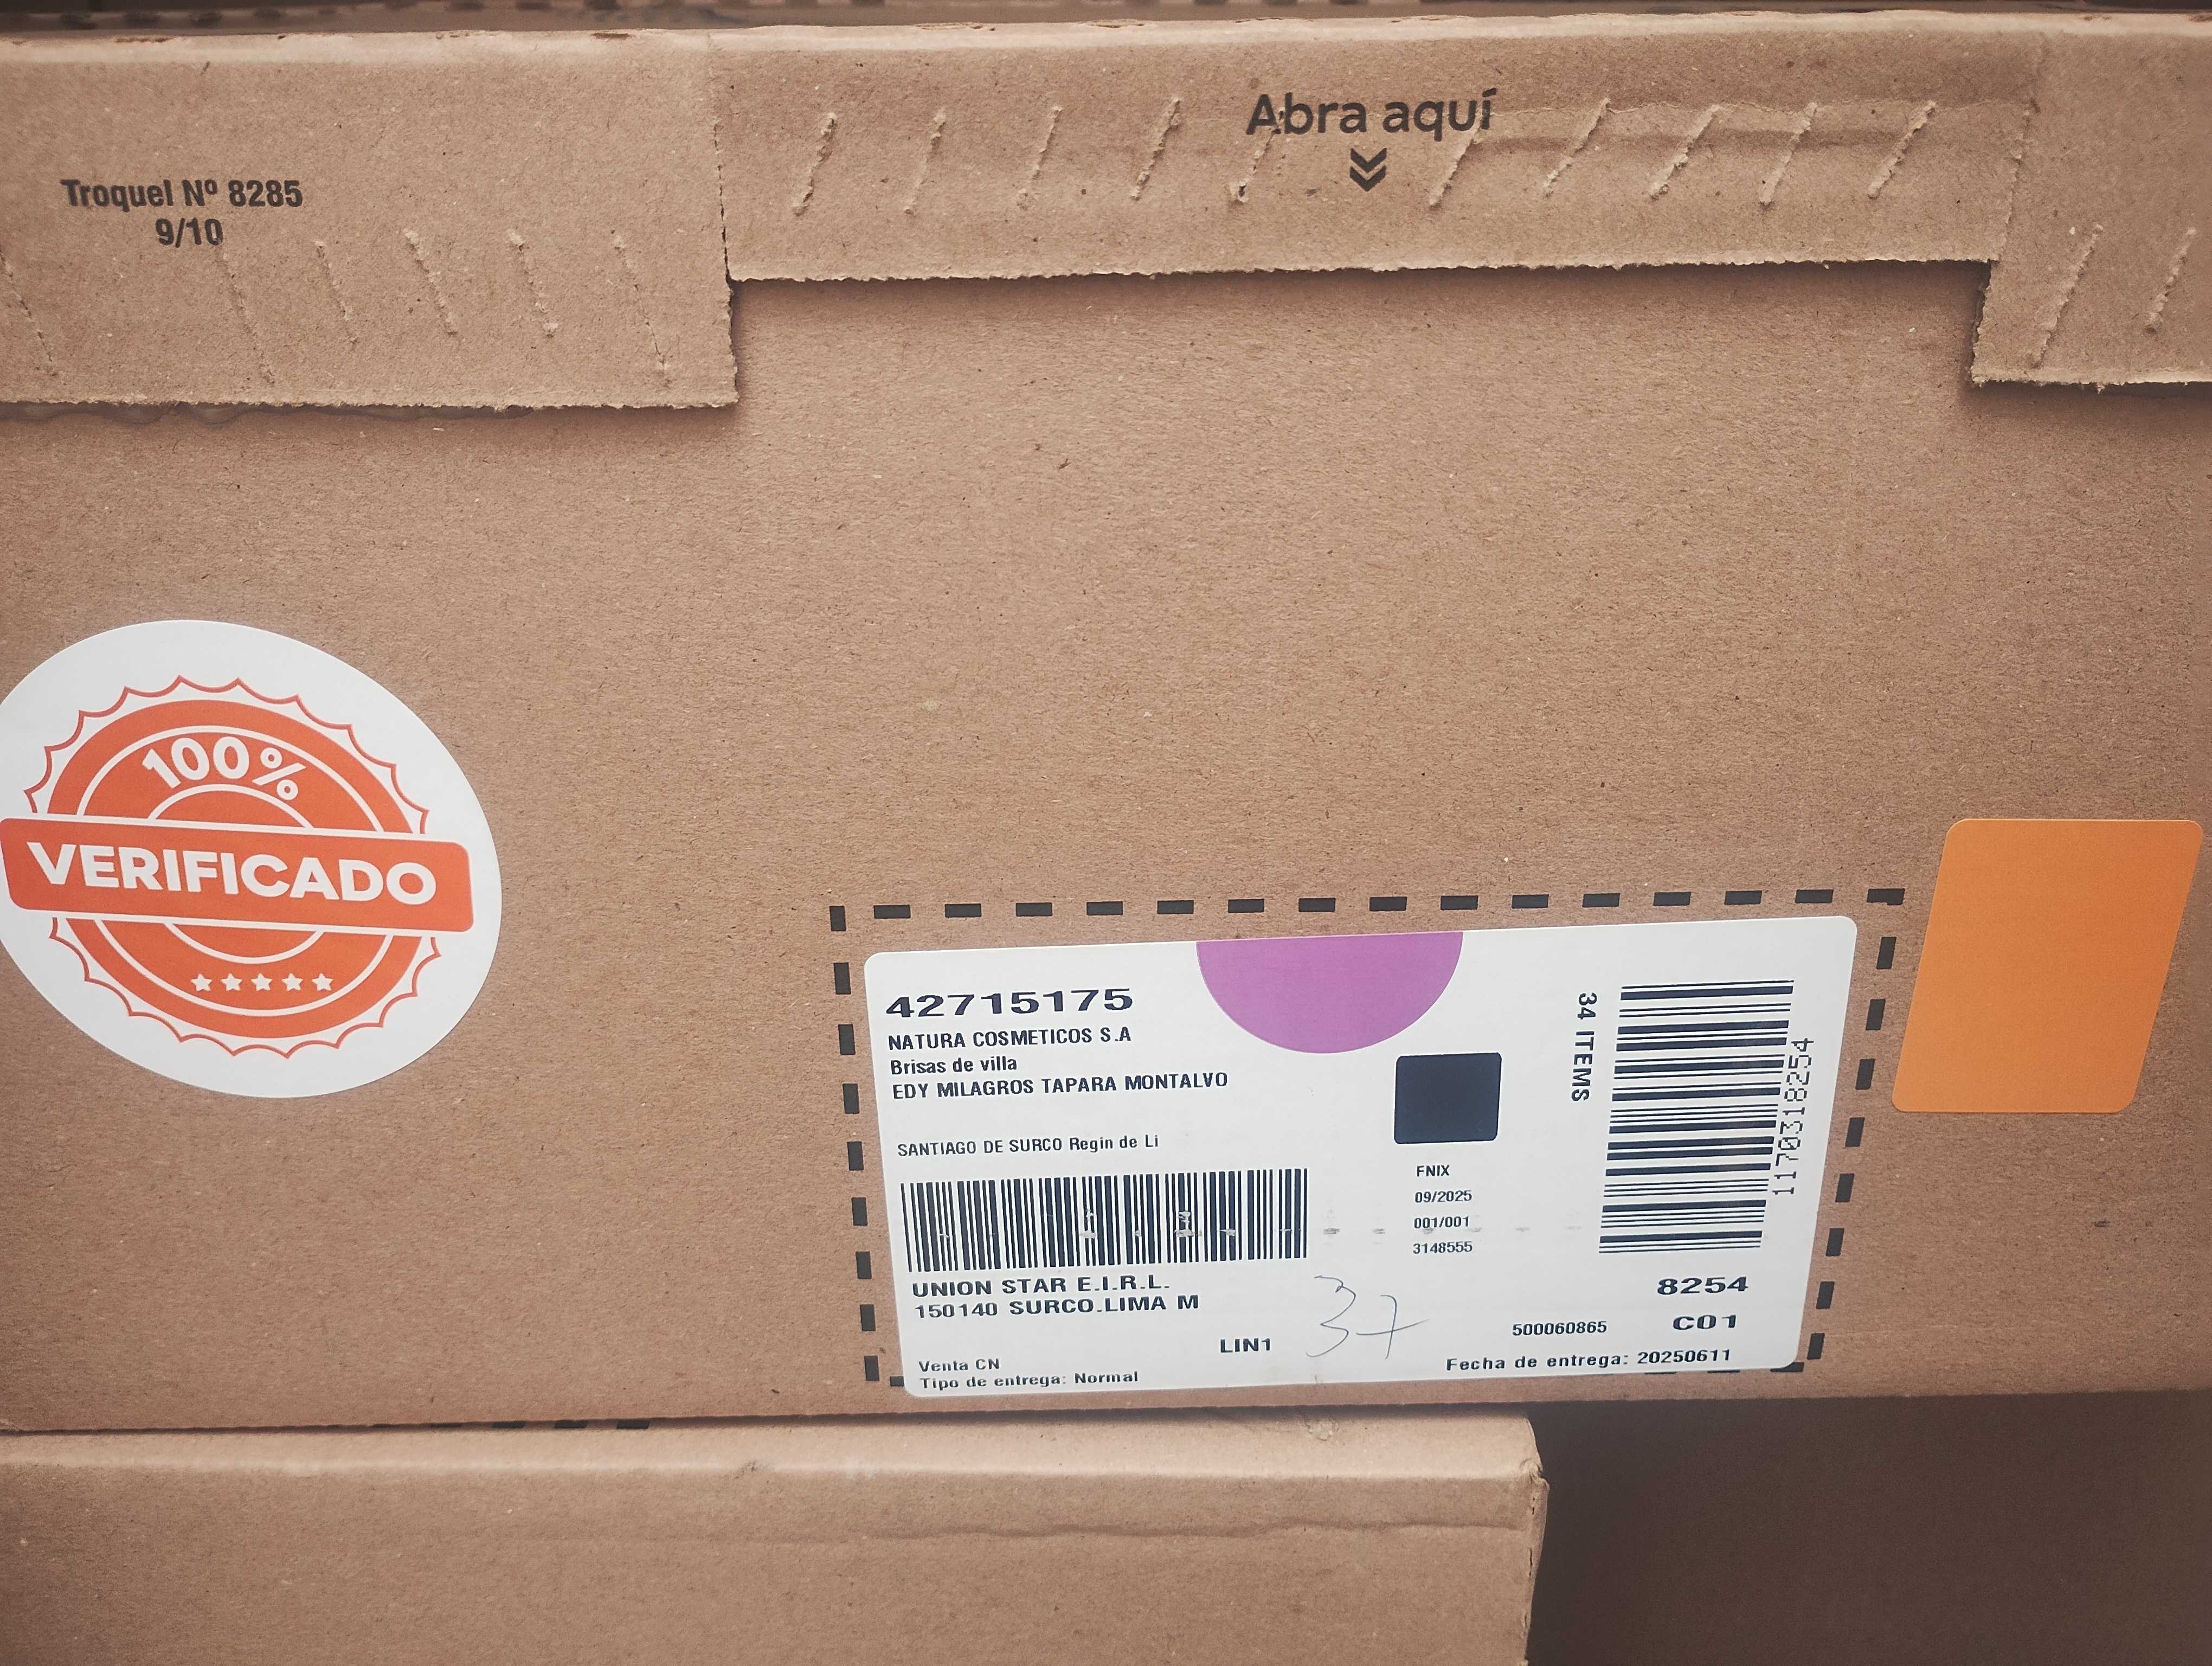 Abra aquí
Troquel Nº 8285
9/10
100%
VERIFICADO
42715175
NATURA COSMETICOS S.A
Brisas de villa
EDY MILAGROS TAPARA MONTALVO
SANTIAGO DE SURCO Regin de Li
34 ITEMS
1170318254
FNIX
09/2025
001/001
3148555
UNION STAR E.I.R.L.
150140 SURCO.LIMA M
37
8254
LIN1
500060865
C01
Venta CN
Tipo de entrega: Normal
Fecha de entrega: 20250611